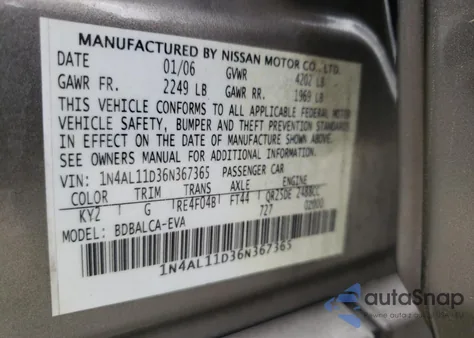 MANUFACTURED BY NISSAN MOTOR CO., LTD.
DATE 01/06 GVWR 4202 LB
GAWR FR. 2249 LB GAWR RR. 1969 LB
THIS VEHICLE CONFORMS TO ALL APPLICABLE FEDERAL MOTOR
VEHICLE SAFETY, BUMPER AND THEFT PREVENTION STANDARDS
IN EFFECT ON THE DATE OF MANUFACTURE SHOWN ABOVE.
SEE OWNERS MANUAL FOR ADDITIONAL INFORMATION.
VIN: 1N4AL11D36N367365 PASSENGER CAR
COLOR TRIM TRANS AXLE ENGINE
KY2 G RE4F04B FT44 QR25DE 2488CC
MODEL: BDBALCA-EVA 727
1N4AL11D36N367365
autoSnap